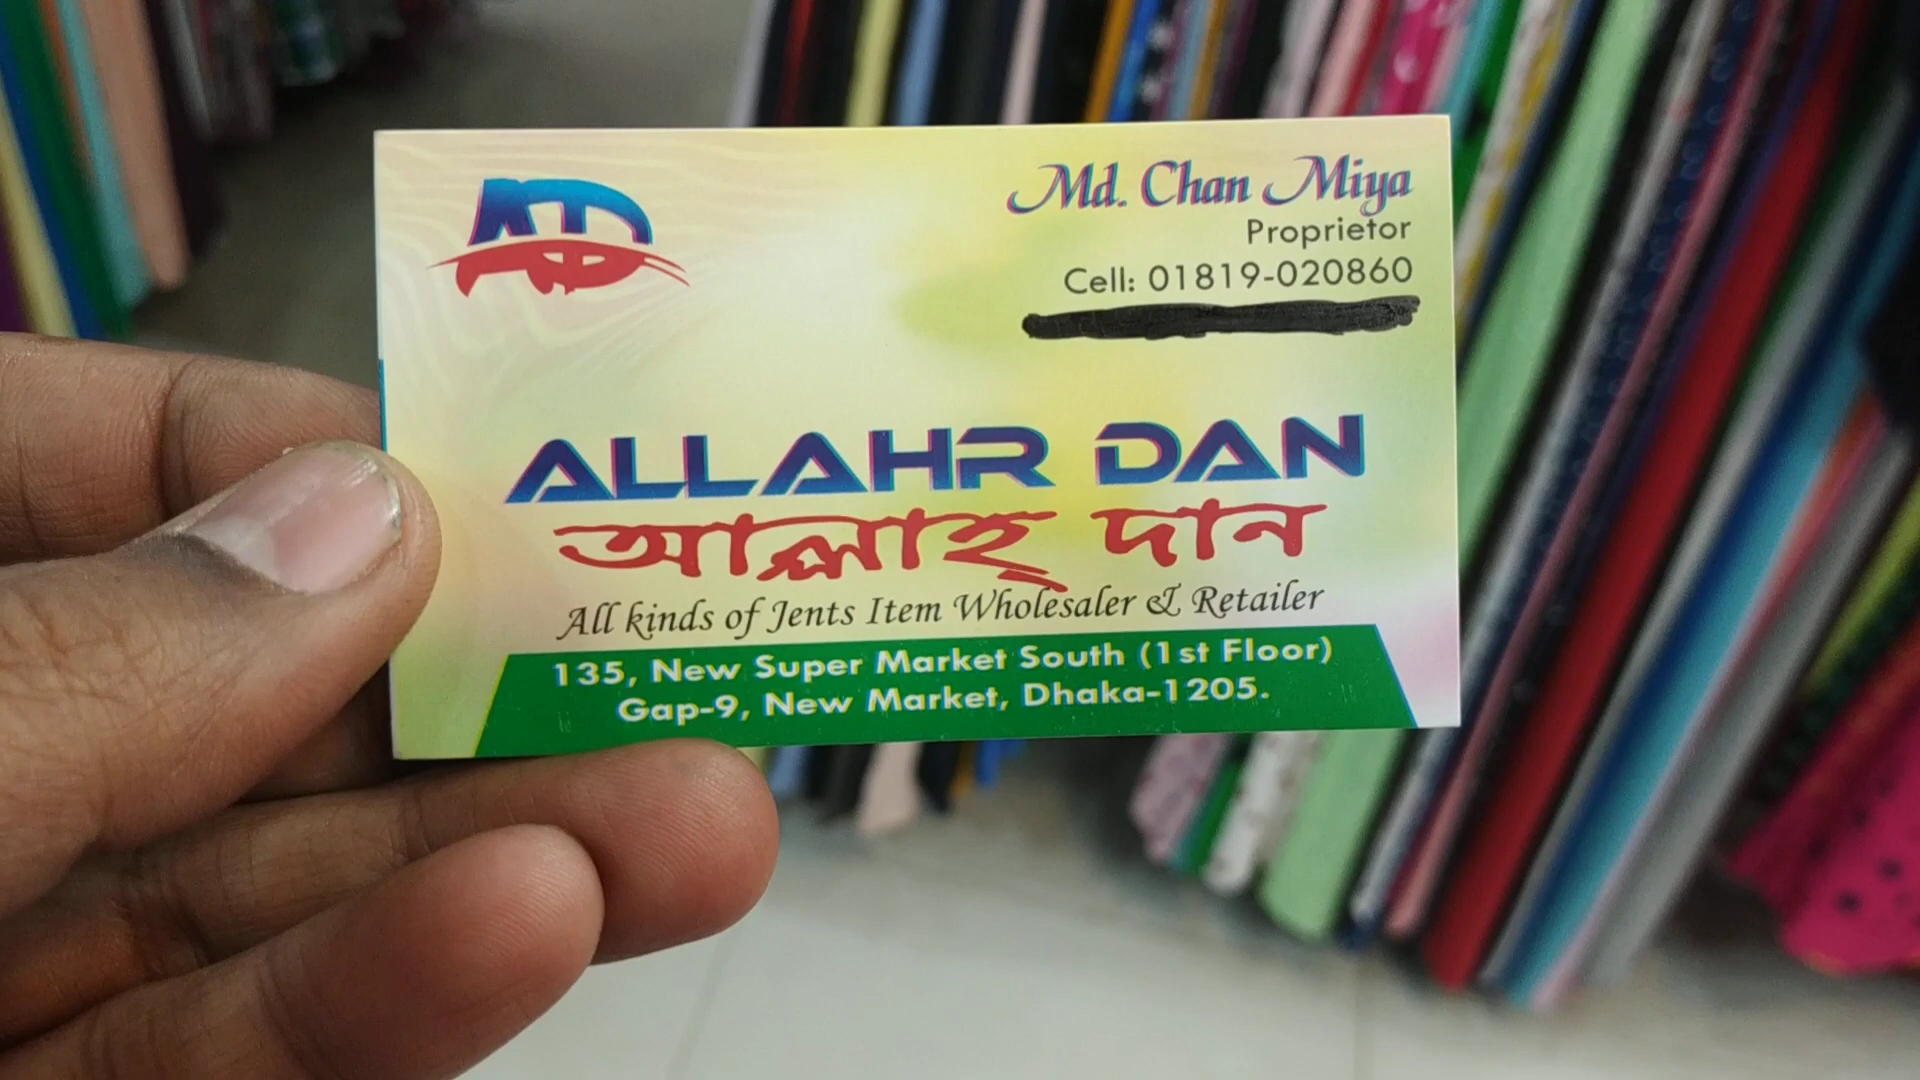 AD
Md. Chan Miya
Proprietor
Cell: 01819-020860
ALLAHR DAN
আল্লাহ্ দান
All kinds of Jents Item Wholesaler & Retailer
135, New Super Market South (1st Floor)
Gap-9, New Market, Dhaka-1205.